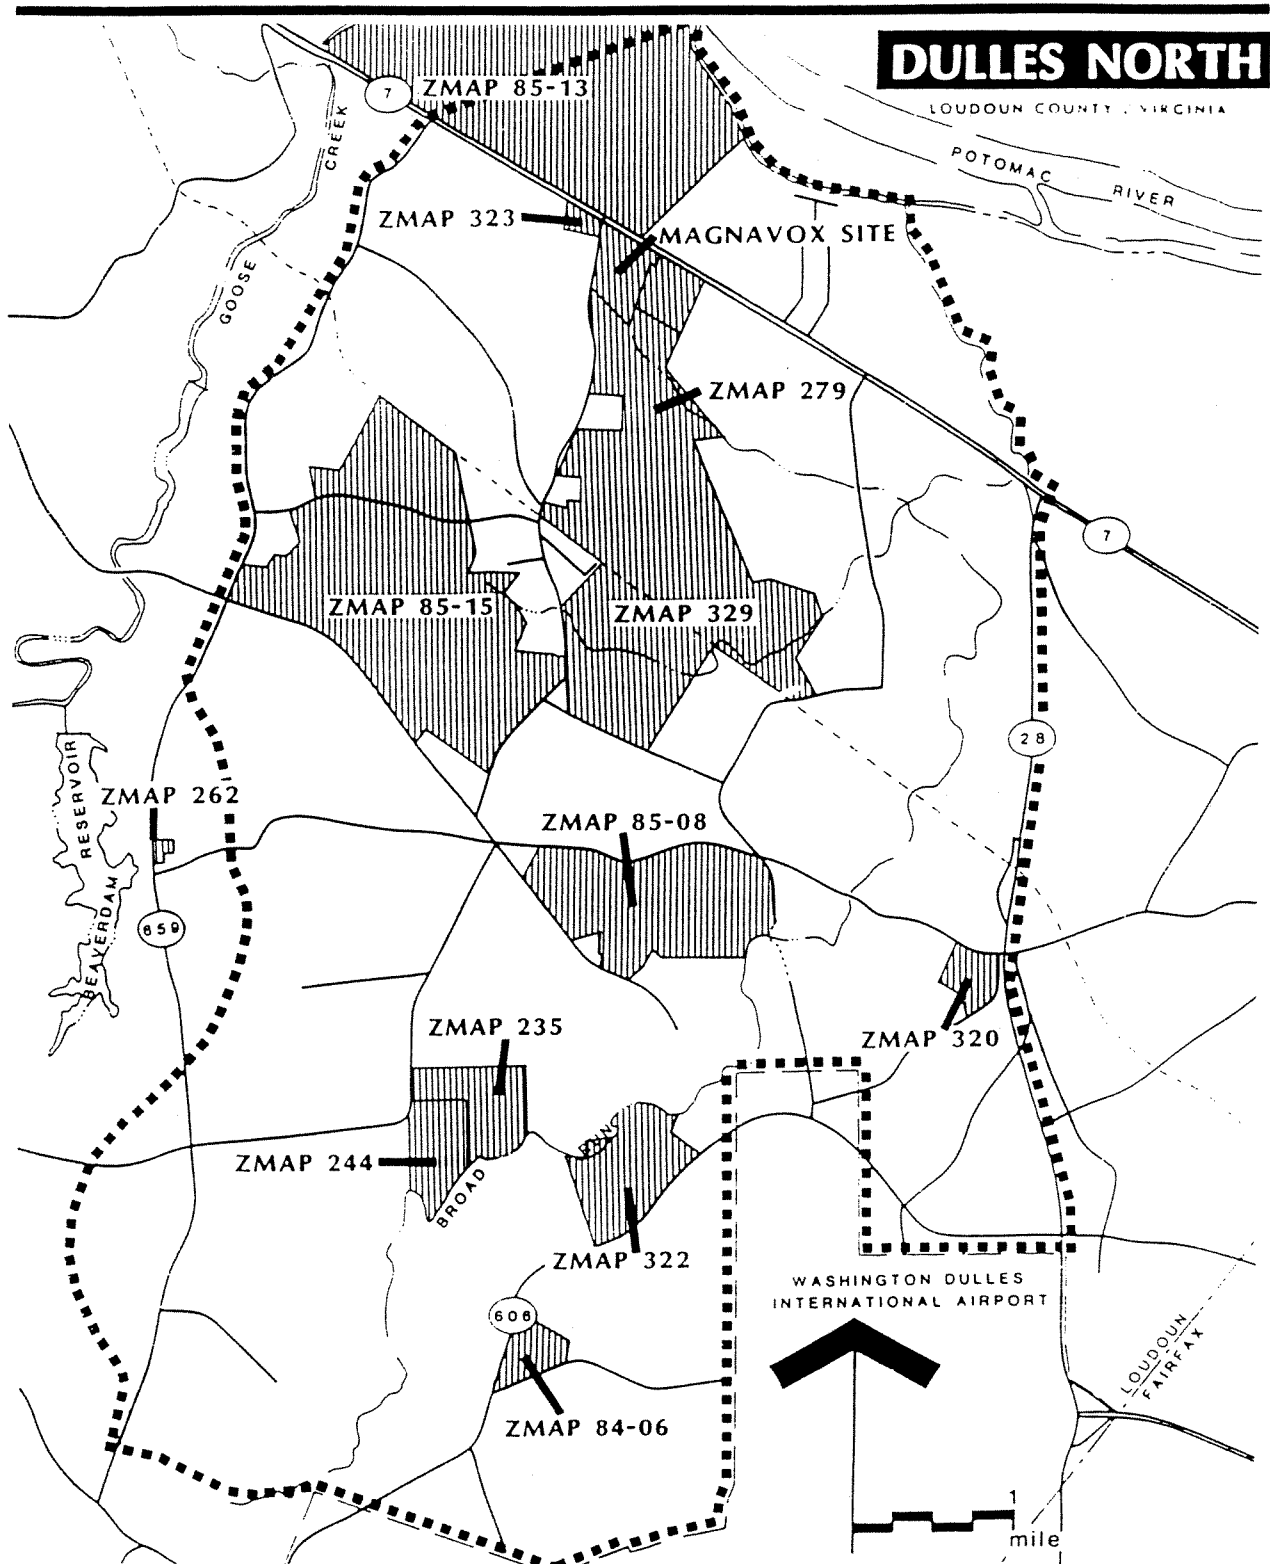 DULLES NORTH
LOUDOUN COUNTY, VIRGINIA
7
ZMAP 85-13
CREEK
POTOMAC
RIVER
ZMAP 323
MAGNAVOX SITE
GOOSE
ZMAP 279
7
ZMAP 85-15
ZMAP 329
28
RESERVOIR
BEAVERDAM
ZMAP 262
ZMAP 85-08
659
ZMAP 235
ZMAP 320
RUN
ZMAP 244
BROAD
ZMAP 322
WASHINGTON DULLES
INTERNATIONAL AIRPORT
606
LOUDOUN
FAIRFAX
ZMAP 84-06
1
mile